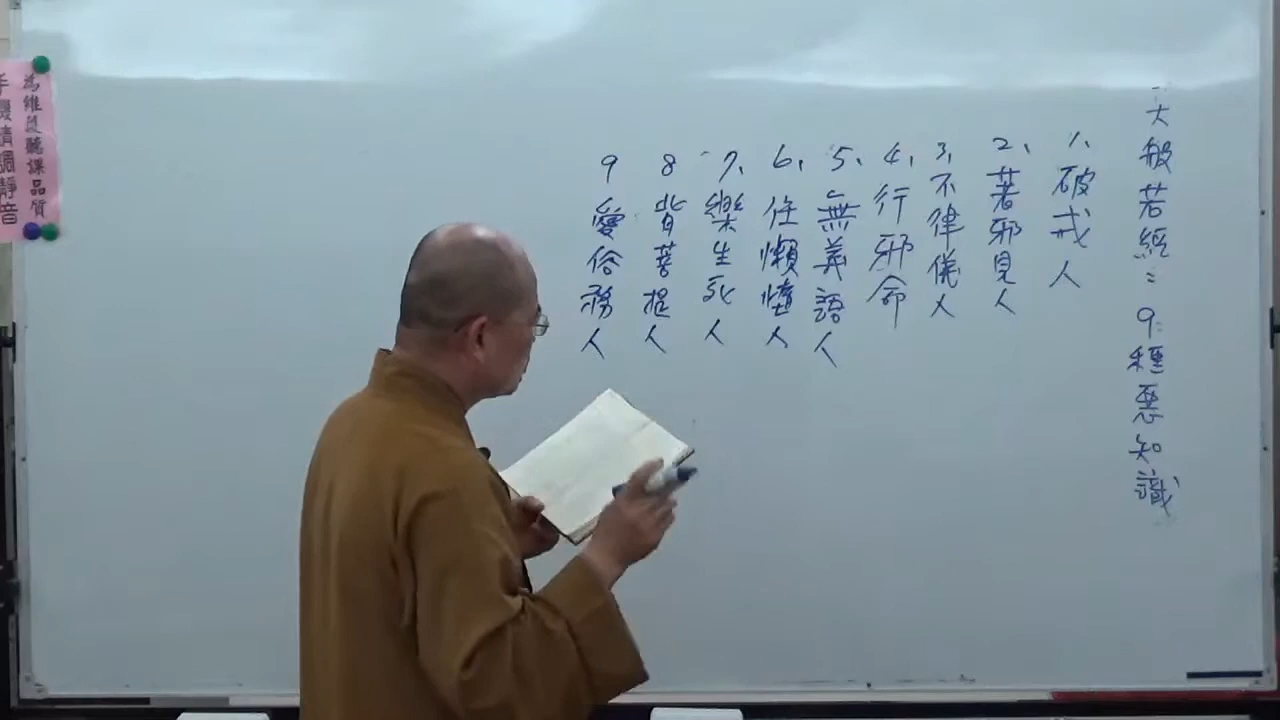 大般若經：9種惡知識
1、破戒人
2、著邪見人
3、不律儀人
4、行邪命
5、無義語人
6、任懶惰人
7、樂生死人
8 背菩提人
9 愛俗務人
為維護聽課品質
手機請調靜音